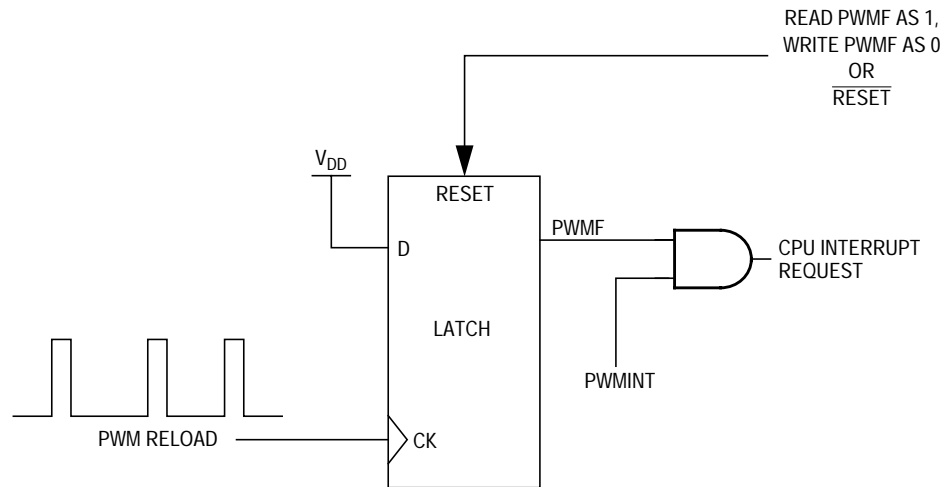 READ PWMF AS 1,
WRITE PWMF AS 0
OR
RESET
VDD
RESET
PWMF
D
CPU INTERRUPT
REQUEST
LATCH
PWMINT
PWM RELOAD
CK